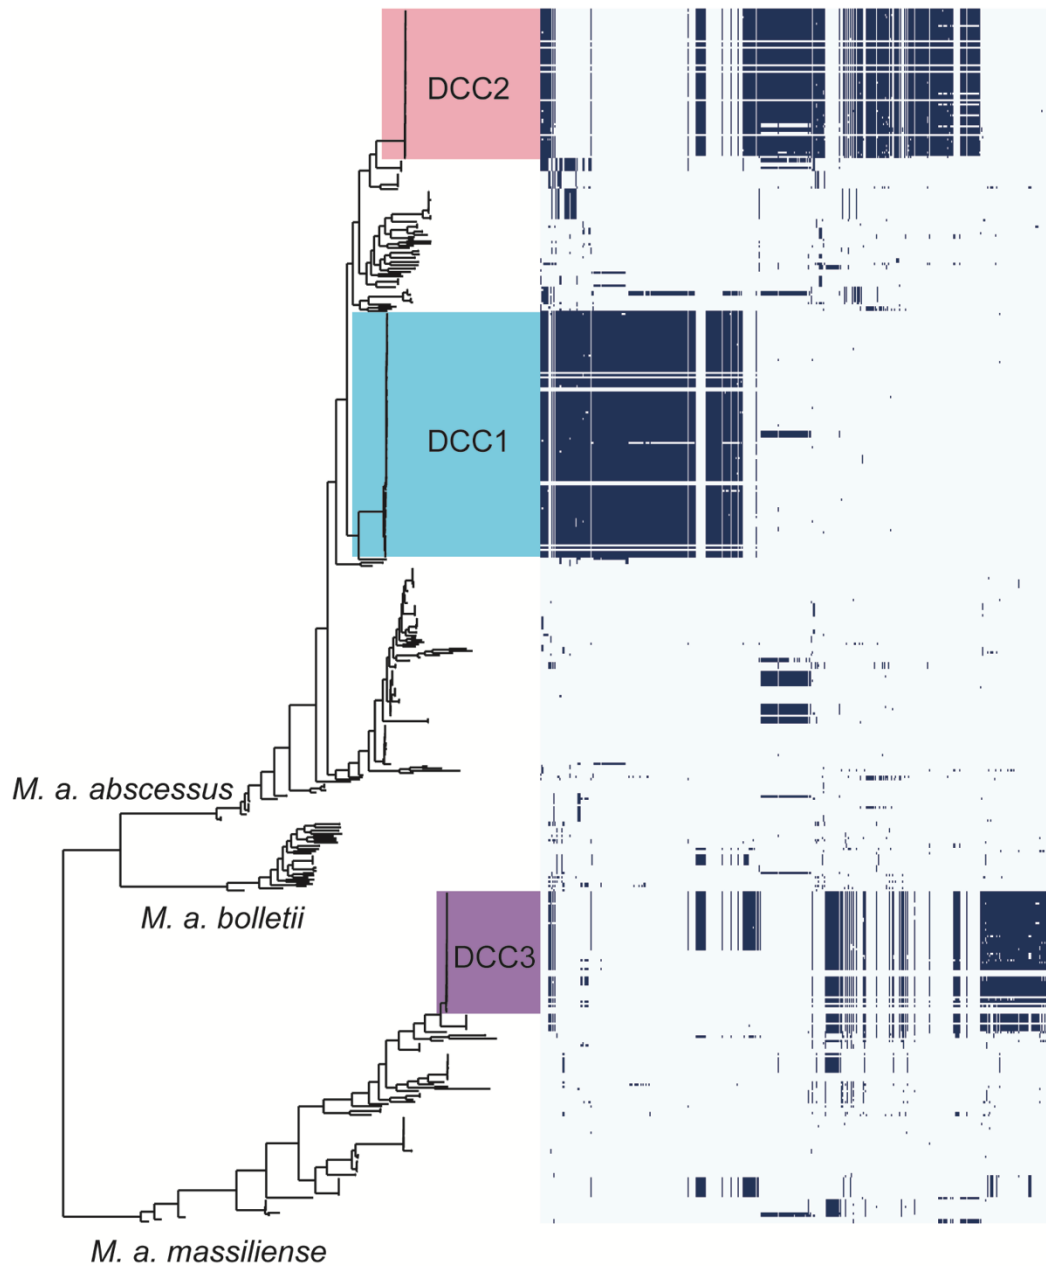 DCC2
DCC1
M. a. abscessus
M. a. bolletii
DCC3
M. a. massiliense